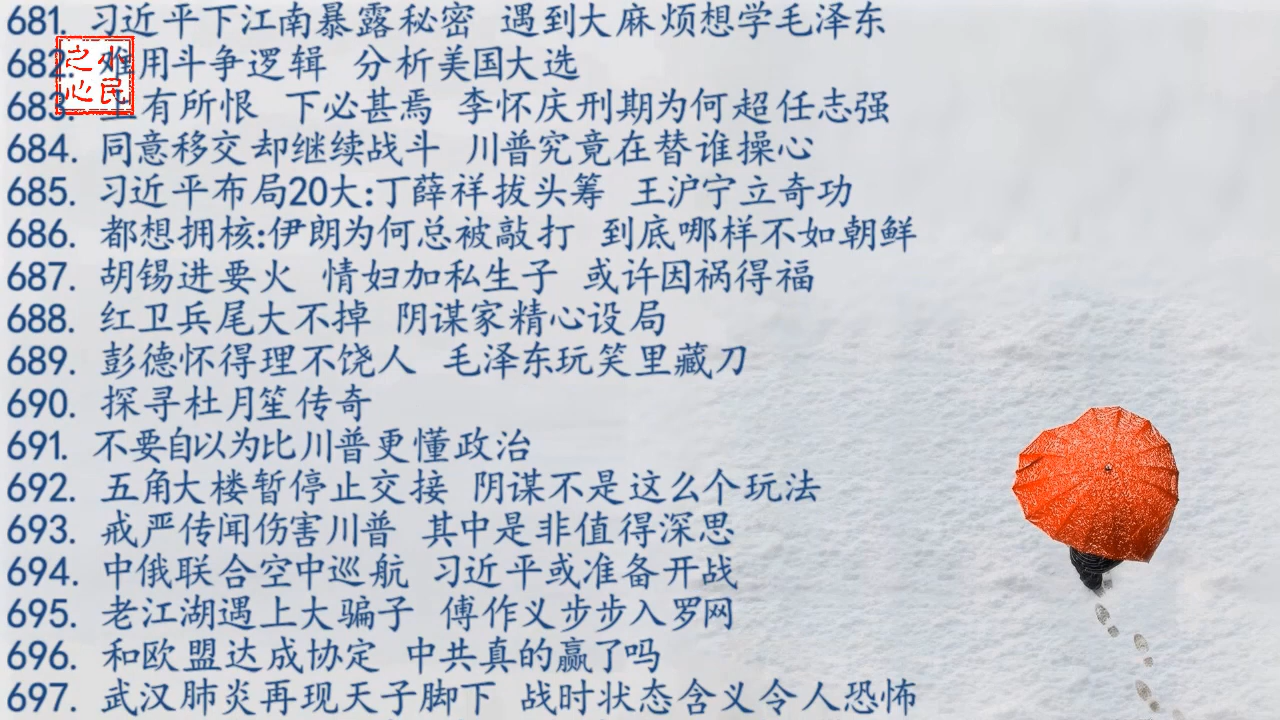 681. 习近平下江南暴露秘密 遇到大麻烦想学毛泽东
682. 难用斗争逻辑 分析美国大选
683. 上有所恨 下必甚焉 李怀庆刑期为何超任志强
684. 同意移交却继续战斗 川普究竟在替谁操心
685. 习近平布局20大:丁薛祥拔头筹 王沪宁立奇功
686. 都想拥核:伊朗为何总被敲打 到底哪样不如朝鲜
687. 胡锡进要火 情妇加私生子 或许因祸得福
688. 红卫兵尾大不掉 阴谋家精心设局
689. 彭德怀得理不饶人 毛泽东玩笑里藏刀
690. 探寻杜月笙传奇
691. 不要自以为比川普更懂政治
692. 五角大楼暂停止交接 阴谋不是这么个玩法
693. 戒严传闻伤害川普 其中是非值得深思
694. 中俄联合空中巡航 习近平或准备开战
695. 老江湖遇上大骗子 傅作义步步入罗网
696. 和欧盟达成协定 中共真的赢了吗
697. 武汉肺炎再现天子脚下 战时状态含义令人恐怖
小民之心